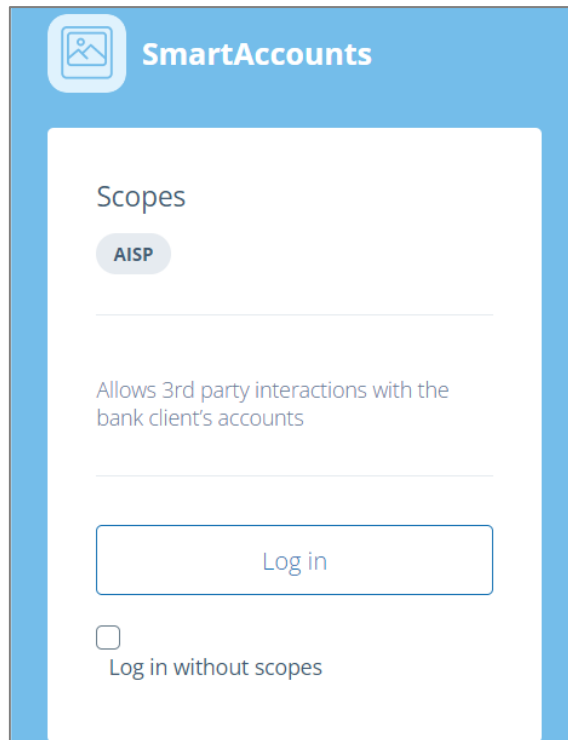 SmartAccounts
Scopes
AISP
Allows 3rd party interactions with the
bank client's accounts
Log in
Log in without scopes